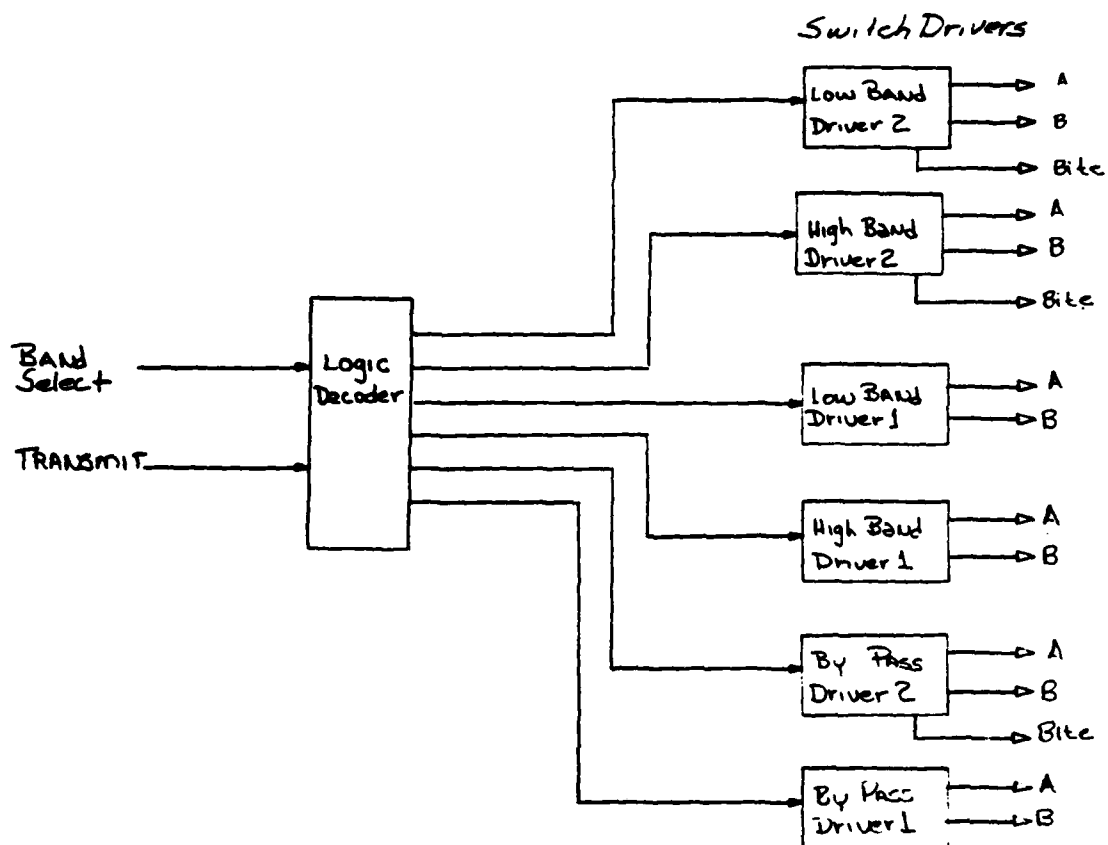 Switch Drivers
Low Band
Driver 2
A
B
Bite
High Band
Driver 2
A
B
Bite
Band
Select
Transmit
Logic
Decoder
Low Band
Driver 1
A
B
High Band
Driver 1
A
B
By Pass
Driver 2
A
B
Bite
By Pass
Driver 1
A
B